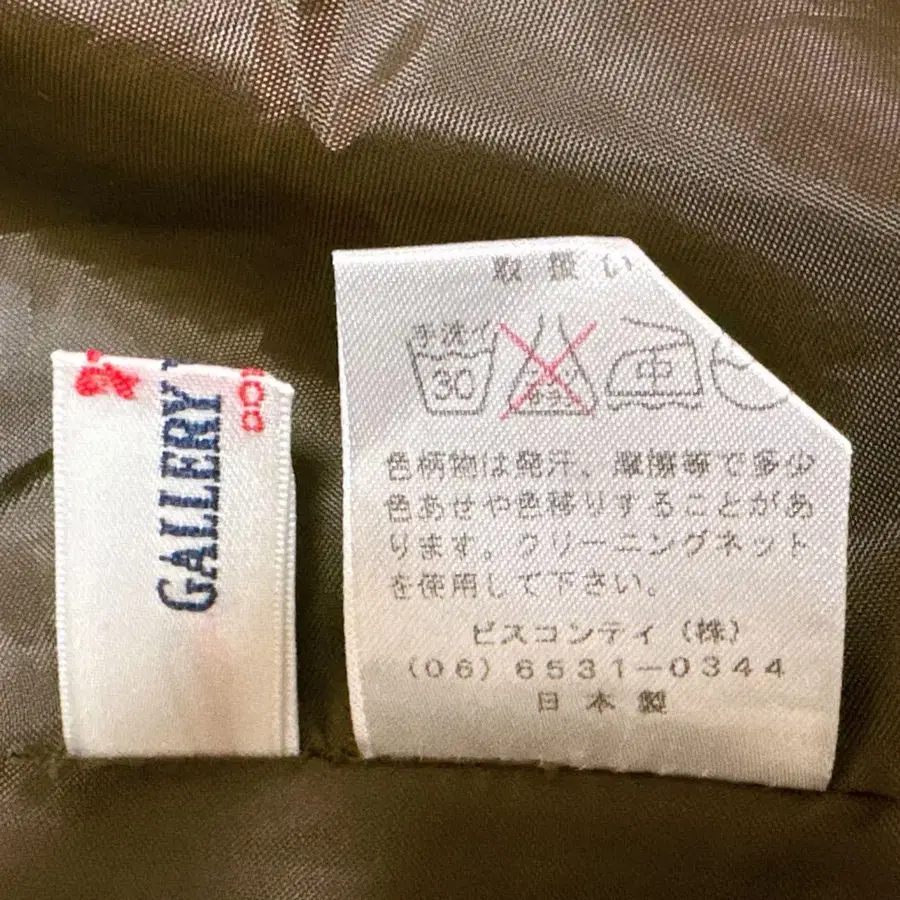 GALLERY
取扱い
手洗イ
30
色柄物は発汗、摩擦等で多少
色あせや色移りすることがあ
ります。クリーニングネット
を使用して下さい。
ビスコンティ(株)
(06)6531-0344
日本製